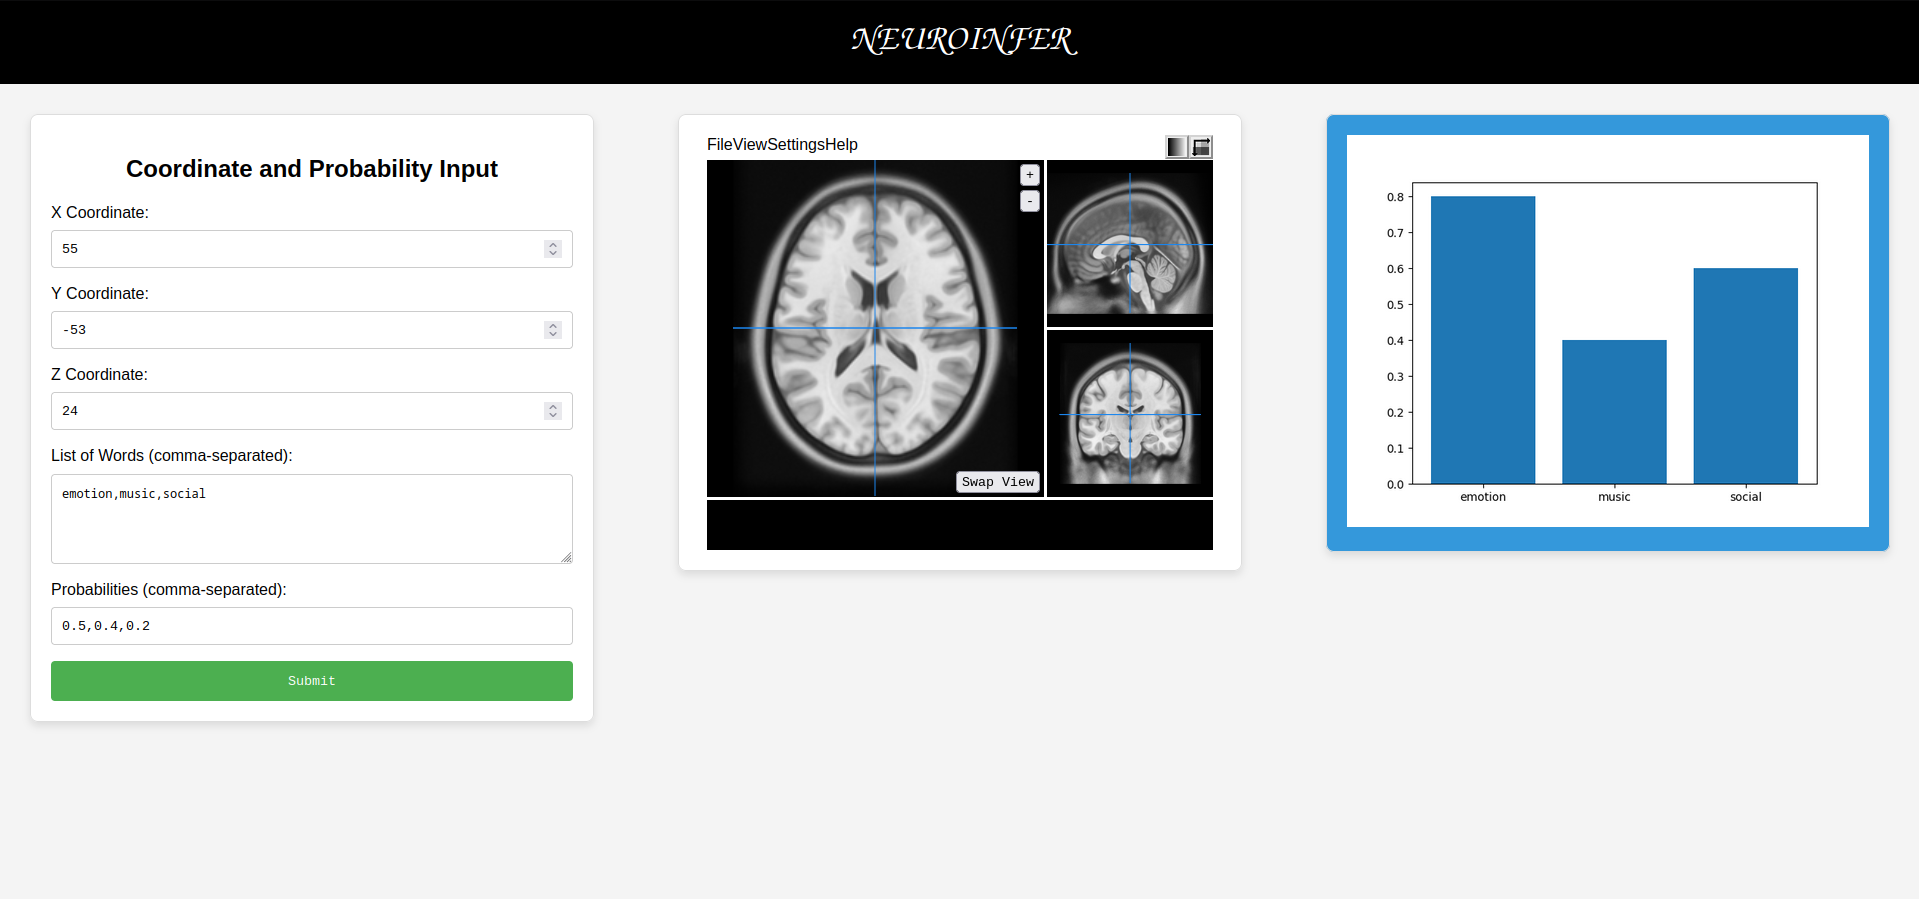 NEUROINFER
Coordinate and Probability Input
X Coordinate:
55
Y Coordinate:
-53
Z Coordinate:
24
List of Words (comma-separated):
emotion,music,social
Probabilities (comma-separated):
0.5,0.4,0.2
Submit
FileViewSettingsHelp
+
-
Swap View
0.8
0.7
0.6
0.5
0.4
0.3
0.2
0.1
0.0
emotion music social